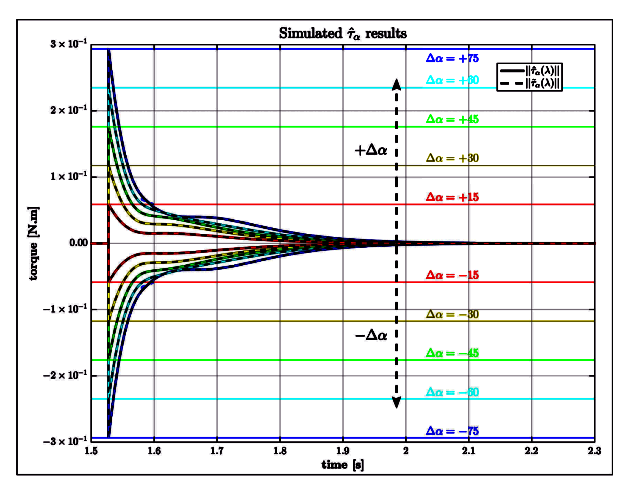 Simulated τ̂α results
3 × 10⁻¹
2 × 10⁻¹
1 × 10⁻¹
0.00
−1 × 10⁻¹
−2 × 10⁻¹
−3 × 10⁻¹
torque [N.m]
Δα = +75
Δα = +60
Δα = +45
Δα = +30
Δα = +15
Δα = −15
Δα = −30
Δα = −45
Δα = −60
Δα = −75
+Δα
−Δα
||τ̂α(λ)||
||τ̄α(λ)||
1.5 1.6 1.7 1.8 1.9 2 2.1 2.2 2.3
time [s]